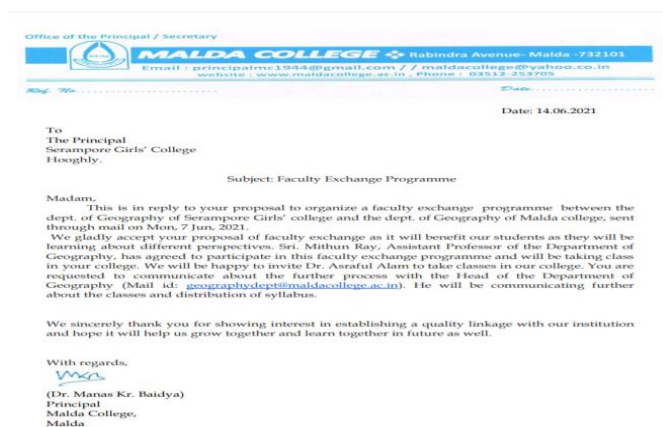 Office of the Principal / Secretary
MALDA COLLEGE ❖ Rabindra Avenue- Malda -732101
Email : principalmc1944@gmail.com // maldacollege@yahoo.co.in
website : www.maldacollege.ac.in , Phone : 03512-253705
Ref. No........................ Date......................
Date: 14.06.2021
To
The Principal
Serampore Girls' College
Hooghly.
Subject: Faculty Exchange Programme
Madam,
This is in reply to your proposal to organize a faculty exchange programme between the
dept. of Geography of Serampore Girls' college and the dept. of Geography of Malda college, sent
through mail on Mon, 7 Jun, 2021.
We gladly accept your proposal of faculty exchange as it will benefit our students as they will be
learning about different perspectives. Sri. Mithun Ray, Assistant Professor of the Department of
Geography, has agreed to participate in this faculty exchange programme and will be taking class
in your college. We will be happy to invite Dr. Asraful Alam to take classes in our college. You are
requested to communicate about the further process with the Head of the Department of
Geography (Mail id: geographydept@maldacollege.ac.in). He will be communicating further
about the classes and distribution of syllabus.
We sincerely thank you for showing interest in establishing a quality linkage with our institution
and hope it will help us grow together and learn together in future as well.
With regards,
(Dr. Manas Kr. Baidya)
Principal
Malda College,
Malda